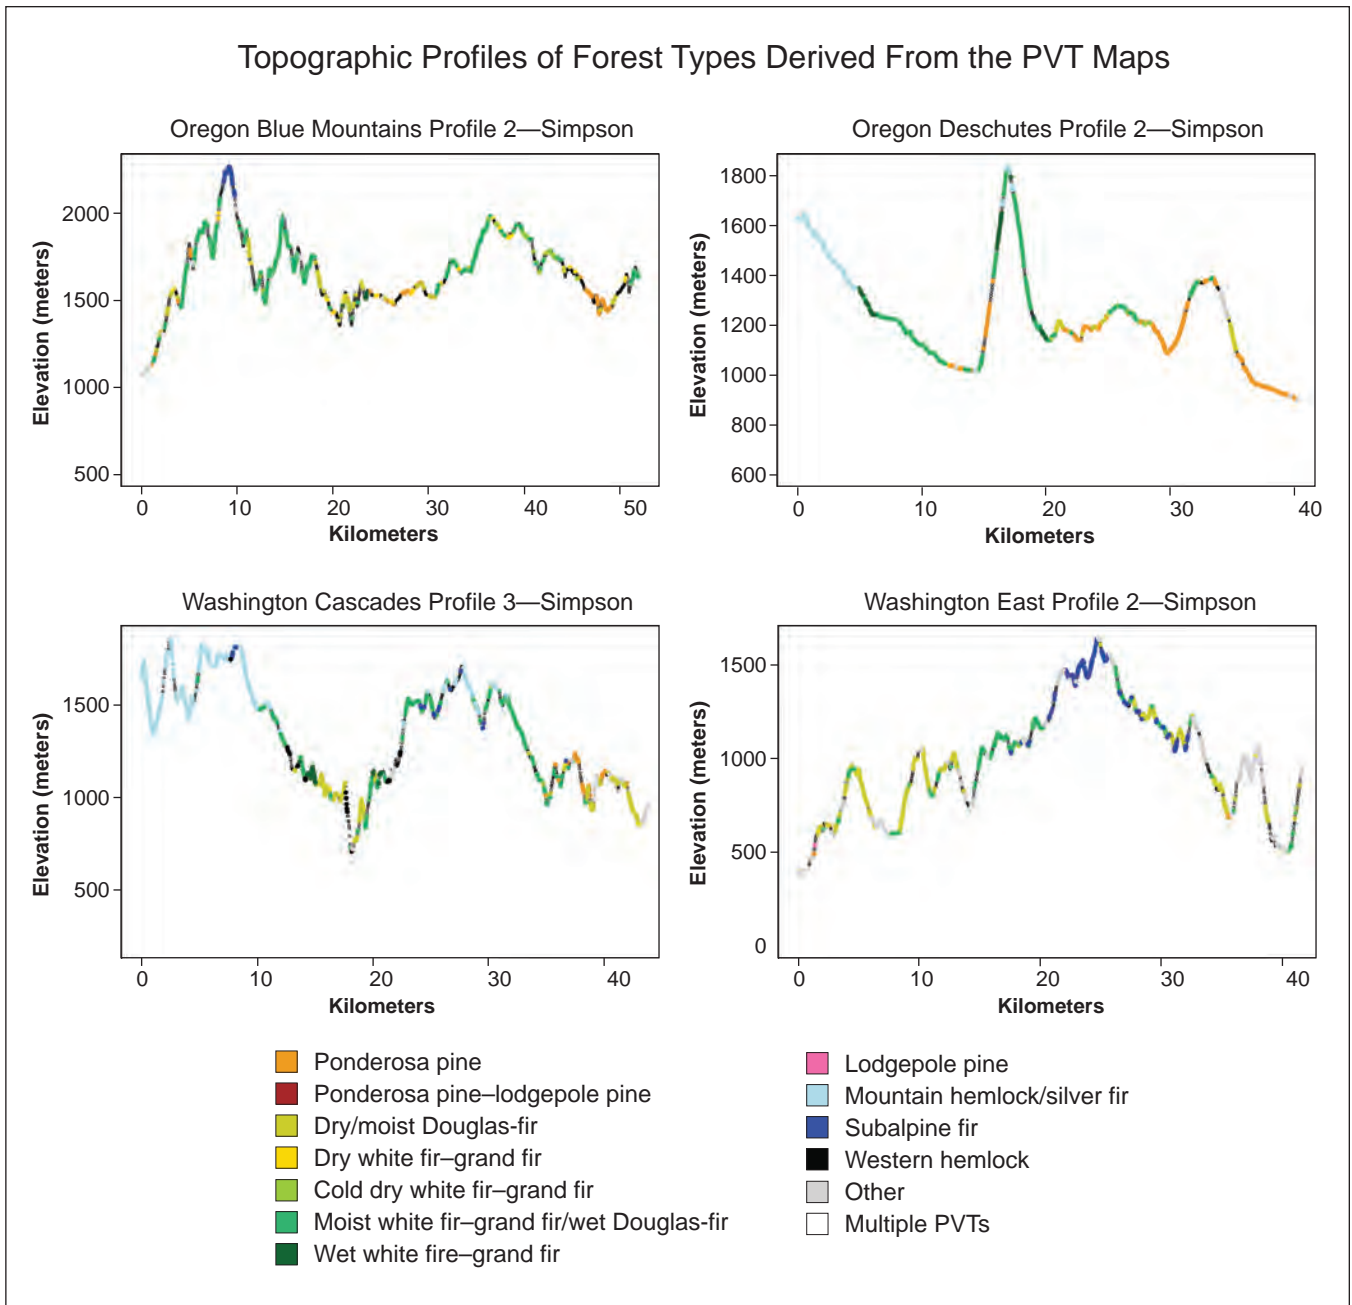 Topographic Profiles of Forest Types Derived From the PVT Maps
Oregon Blue Mountains Profile 2—Simpson
Elevation (meters)
2000
1500
1000
500
0 10 20 30 40 50
Kilometers
Oregon Deschutes Profile 2—Simpson
Elevation (meters)
1800
1600
1400
1200
1000
800
600
0 10 20 30 40
Kilometers
Washington Cascades Profile 3—Simpson
Elevation (meters)
1500
1000
500
0 10 20 30 40
Kilometers
Washington East Profile 2—Simpson
Elevation (meters)
1500
1000
500
0
0 10 20 30 40
Kilometers
Ponderosa pine
Ponderosa pine–lodgepole pine
Dry/moist Douglas-fir
Dry white fir–grand fir
Cold dry white fir–grand fir
Moist white fir–grand fir/wet Douglas-fir
Wet white fire–grand fir
Lodgepole pine
Mountain hemlock/silver fir
Subalpine fir
Western hemlock
Other
Multiple PVTs